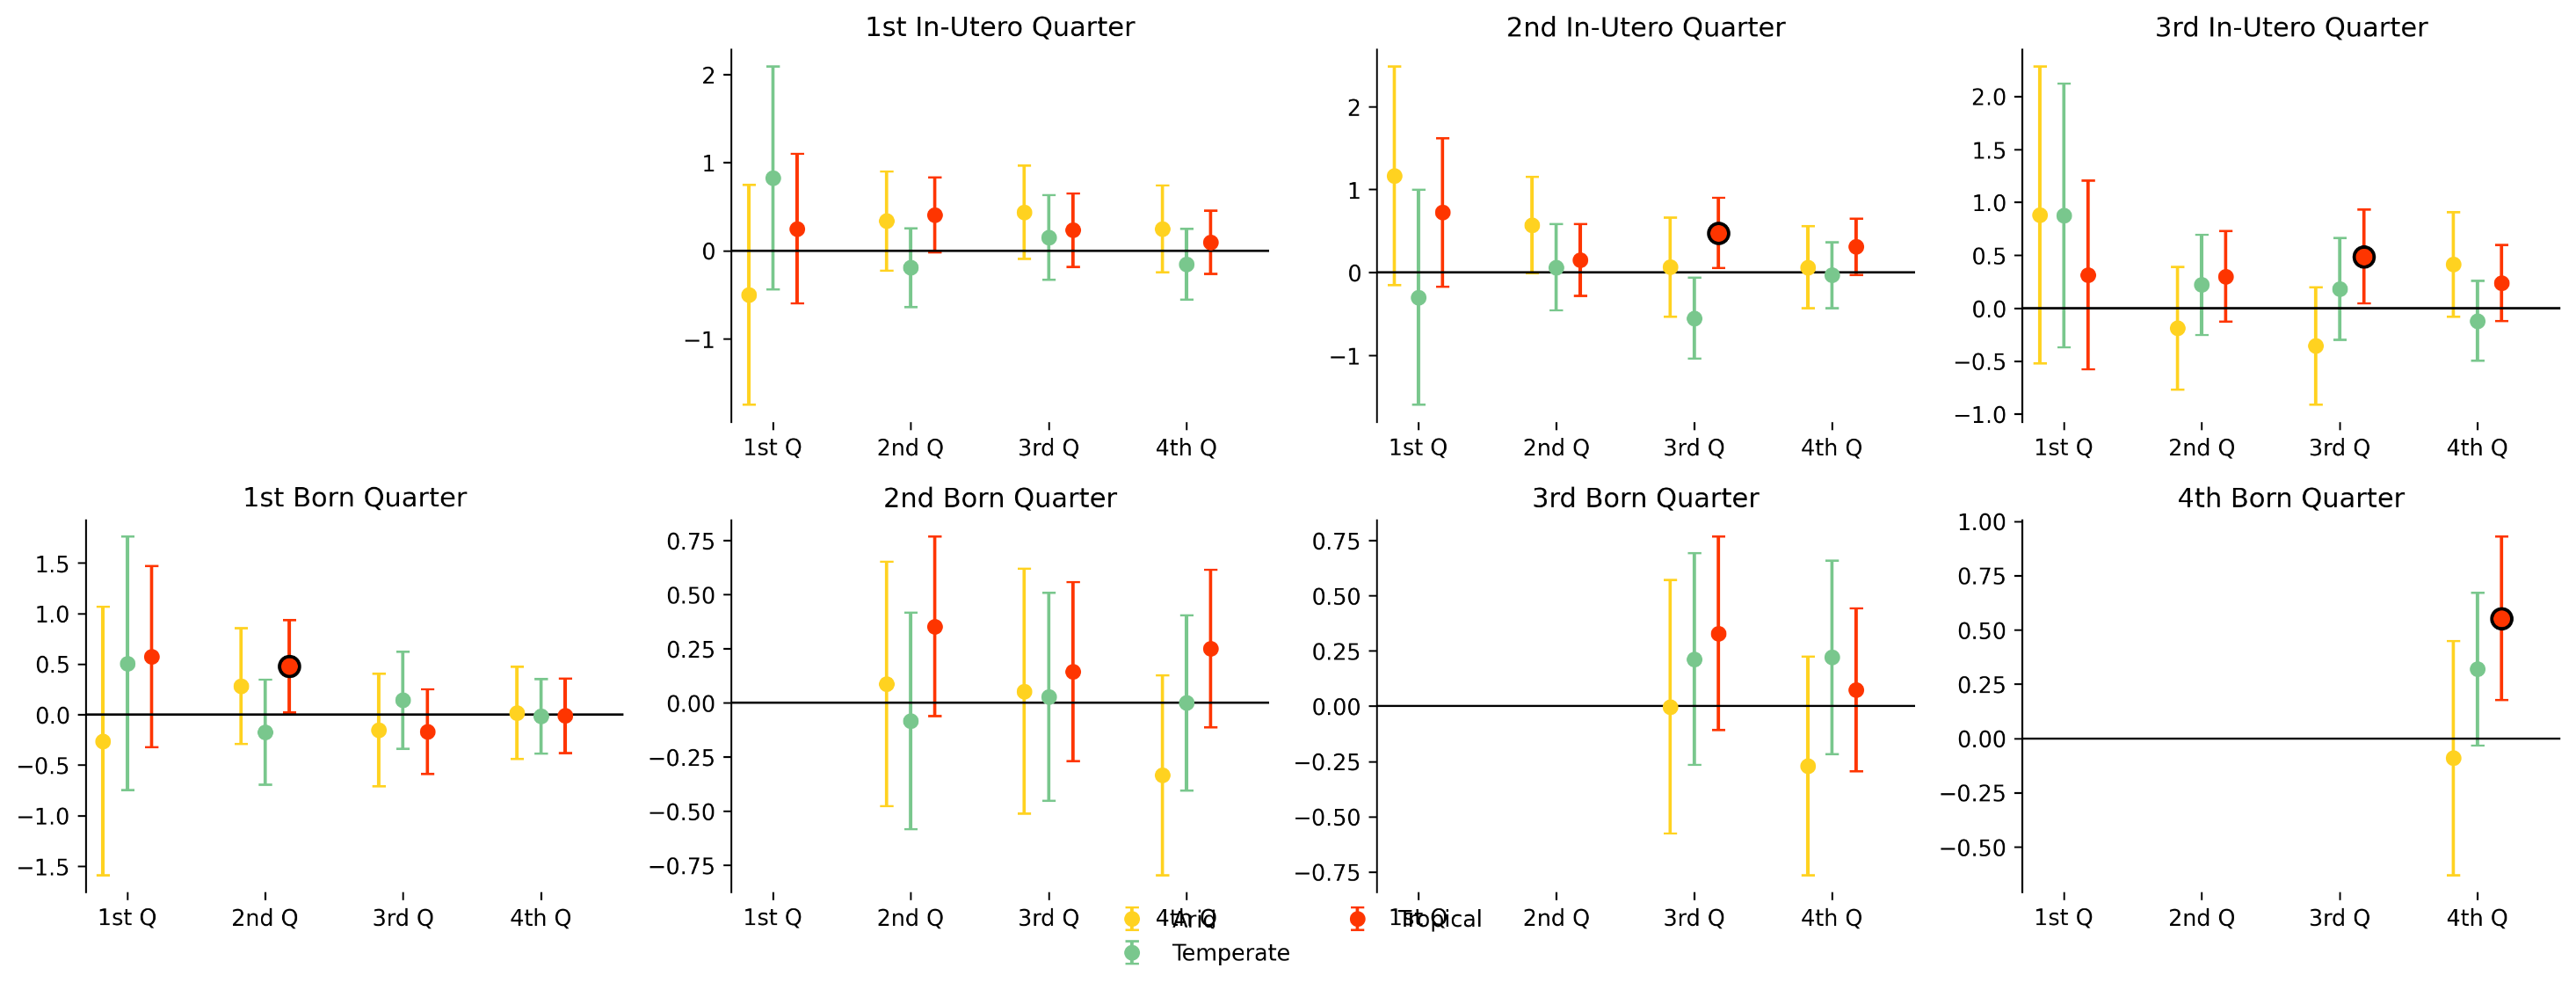 1st In-Utero Quarter
2
1
0
−1
1st Q 2nd Q 3rd Q 4th Q
2nd In-Utero Quarter
2
1
0
−1
1st Q 2nd Q 3rd Q 4th Q
3rd In-Utero Quarter
2.0
1.5
1.0
0.5
0.0
−0.5
−1.0
1st Q 2nd Q 3rd Q 4th Q
1st Born Quarter
1.5
1.0
0.5
0.0
−0.5
−1.0
−1.5
1st Q 2nd Q 3rd Q 4th Q
2nd Born Quarter
0.75
0.50
0.25
0.00
−0.25
−0.50
−0.75
1st Q 2nd Q 3rd Q 4th Q
3rd Born Quarter
0.75
0.50
0.25
0.00
−0.25
−0.50
−0.75
1st Q 2nd Q 3rd Q 4th Q
4th Born Quarter
1.00
0.75
0.50
0.25
0.00
−0.25
−0.50
1st Q 2nd Q 3rd Q 4th Q
Arid
Temperate
Tropical